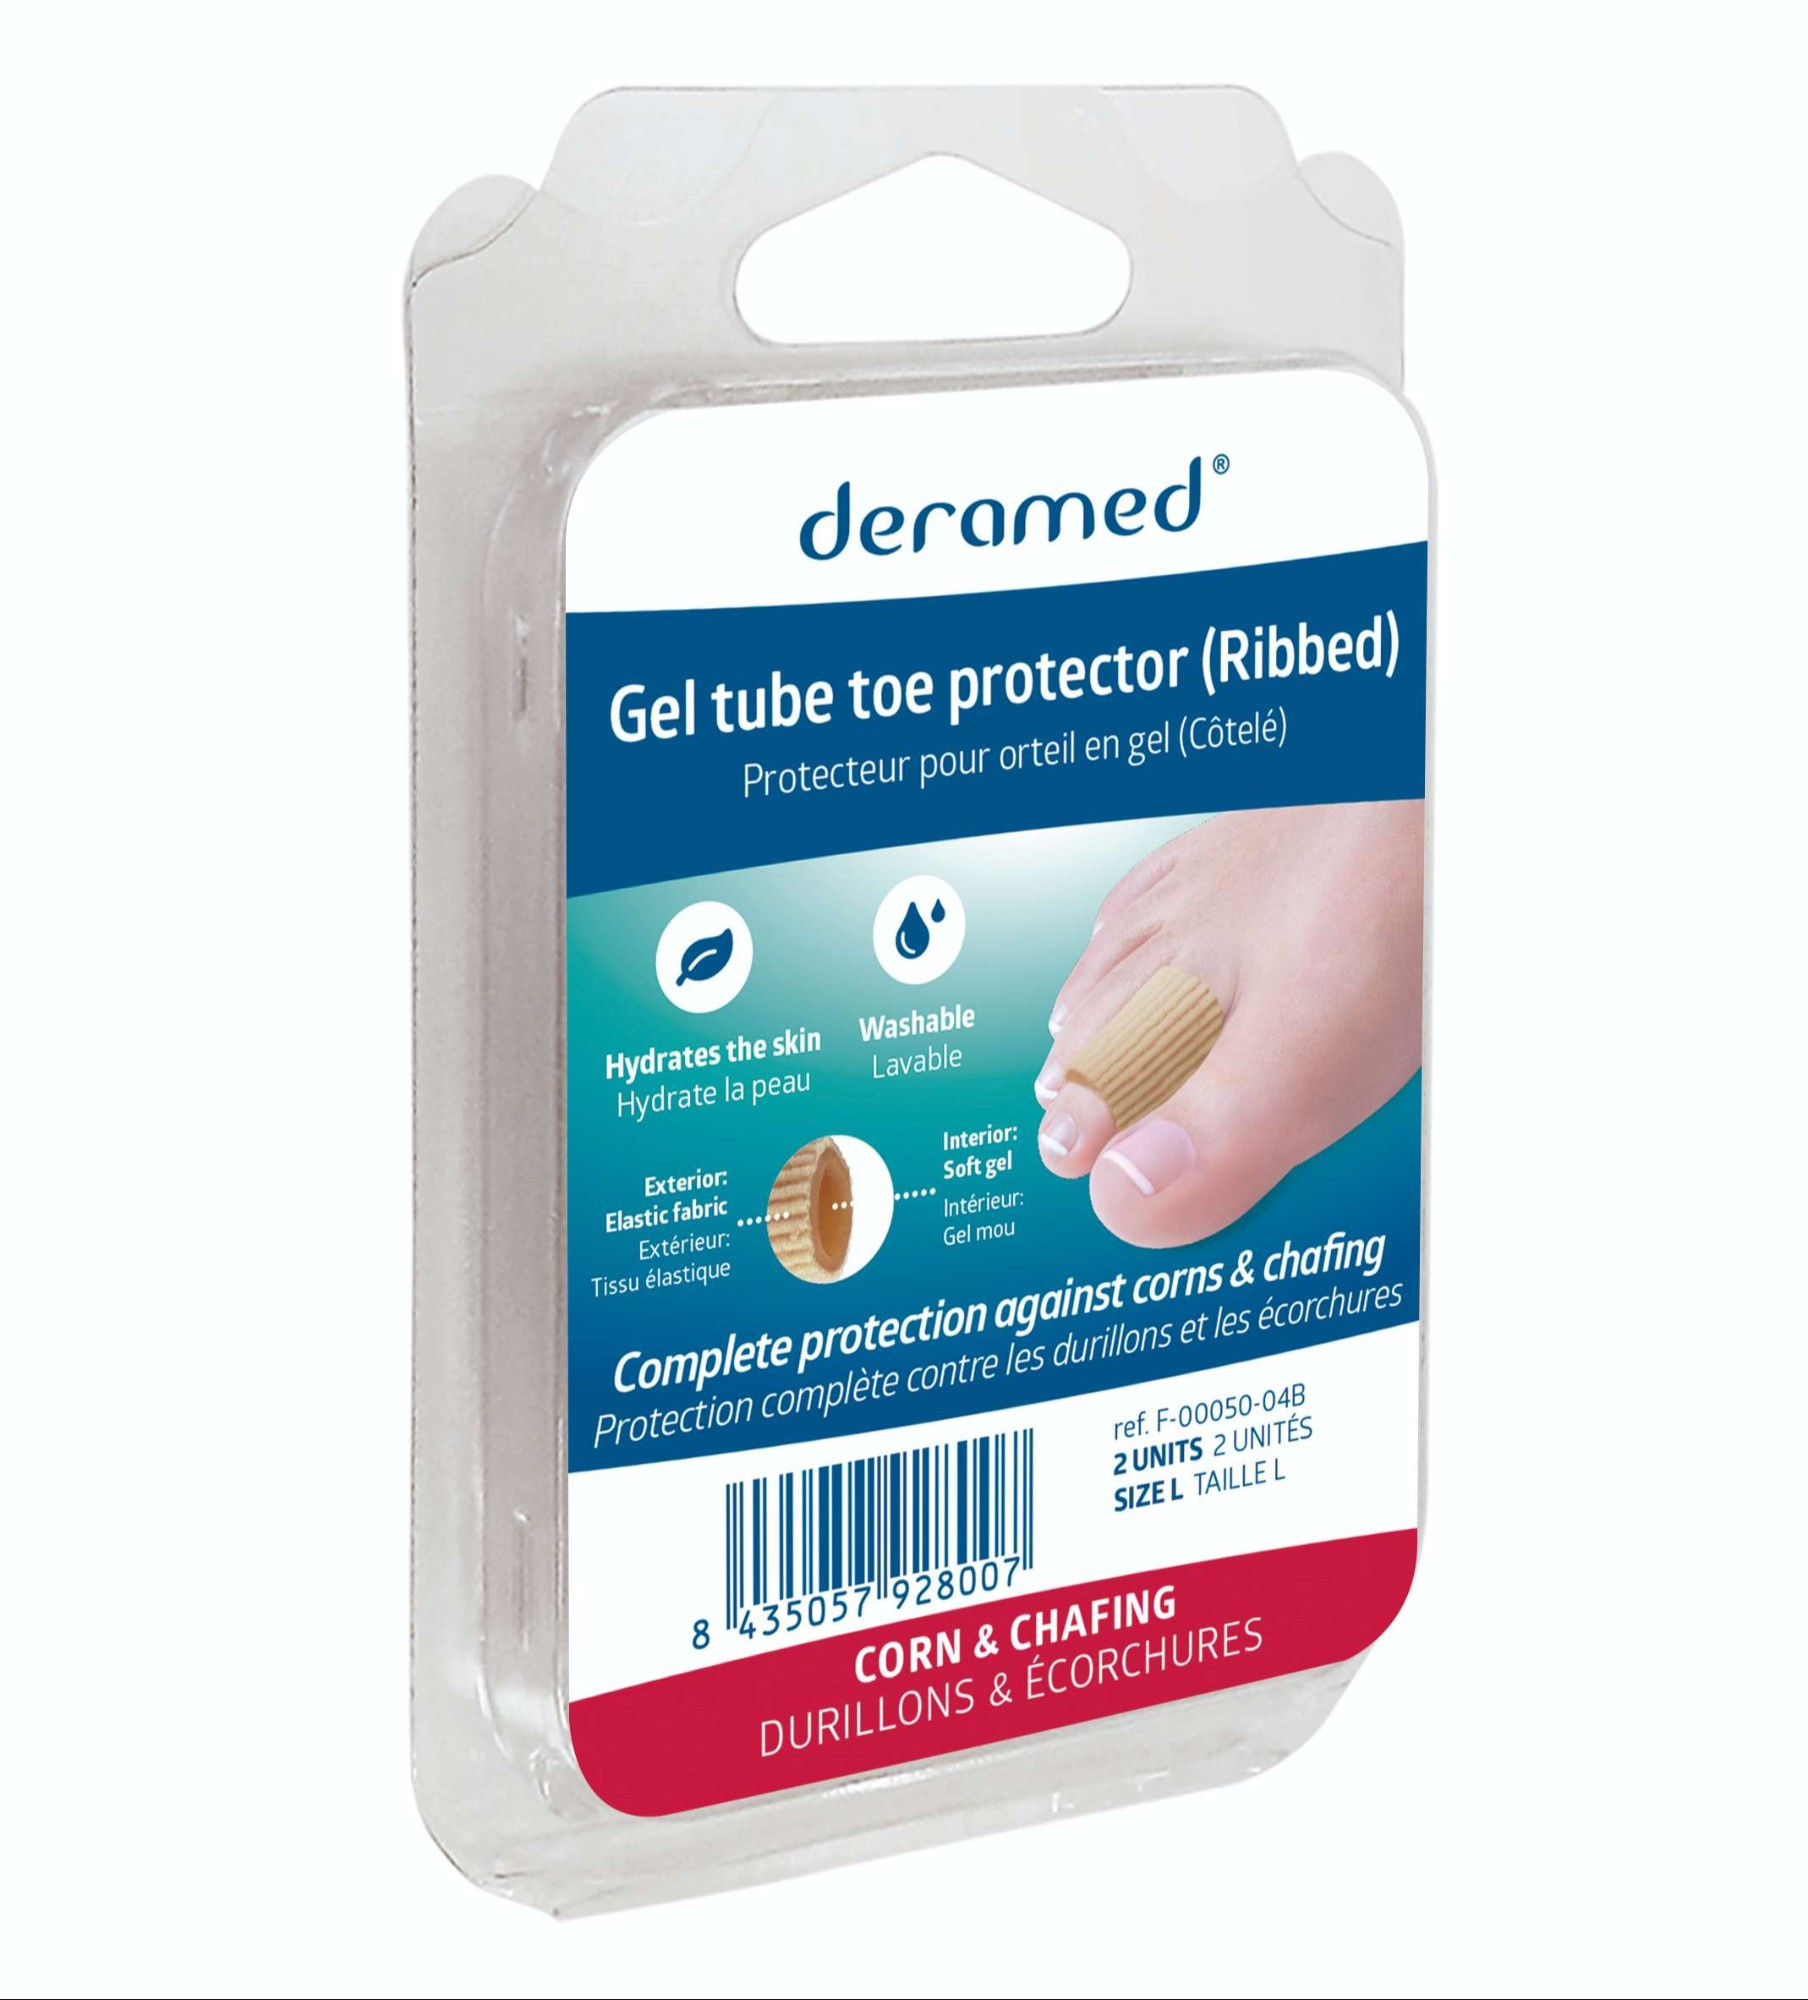 deramed®
Gel tube toe protector (Ribbed)
Protecteur pour orteil en gel (Côtelé)
Hydrates the skin
Hydrate la peau
Washable
Lavable
Exterior:
Elastic fabric
Extérieur:
Tissu élastique
Interior:
Soft gel
Intérieur:
Gel mou
Complete protection against corns & chafing
Protection complète contre les durillons et les écorchures
ref. F-00050-04B
2 UNITS 2 UNITÉS
SIZE L TAILLE L
8 435057 928007
CORN & CHAFING
DURILLONS & ÉCORCHURES